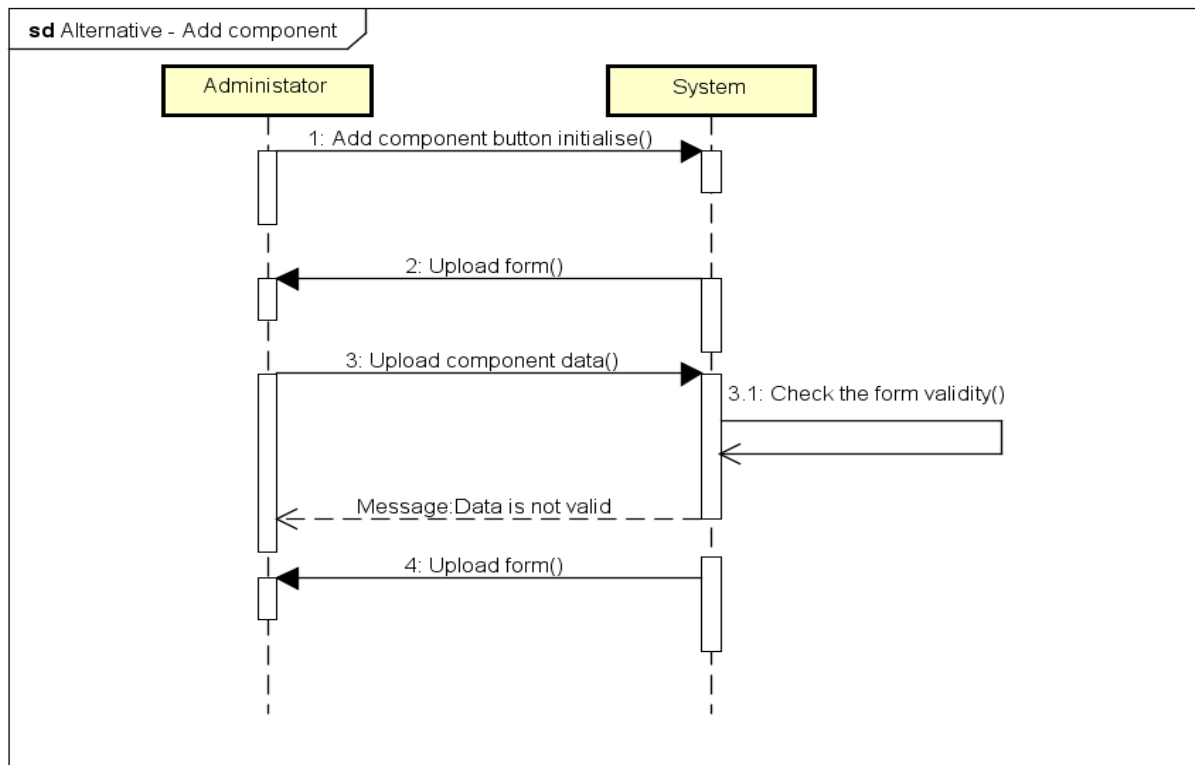 sd Alternative - Add component
Administator
System
1: Add component button initialise()
2: Upload form()
3: Upload component data()
3.1: Check the form validity()
Message:Data is not valid
4: Upload form()